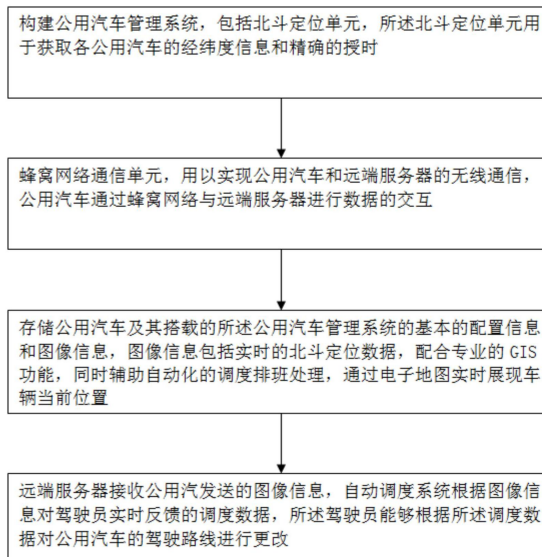 构建公用汽车管理系统，包括北斗定位单元，所述北斗定位单元用
于获取各公用汽车的经纬度信息和精确的授时
蜂窝网络通信单元，用以实现公用汽车和远端服务器的无线通信，
公用汽车通过蜂窝网络与远端服务器进行数据的交互
存储公用汽车及其搭载的所述公用汽车管理系统的基本的配置信息
和图像信息，图像信息包括实时的北斗定位数据，配合专业的 GIS
功能，同时辅助自动化的调度排班处理，通过电子地图实时展现车
辆当前位置
远端服务器接收公用汽发送的图像信息，自动调度系统根据图像信
息对驾驶员实时反馈的调度数据，所述驾驶员能够根据所述调度数
据对公用汽车的驾驶路线进行更改